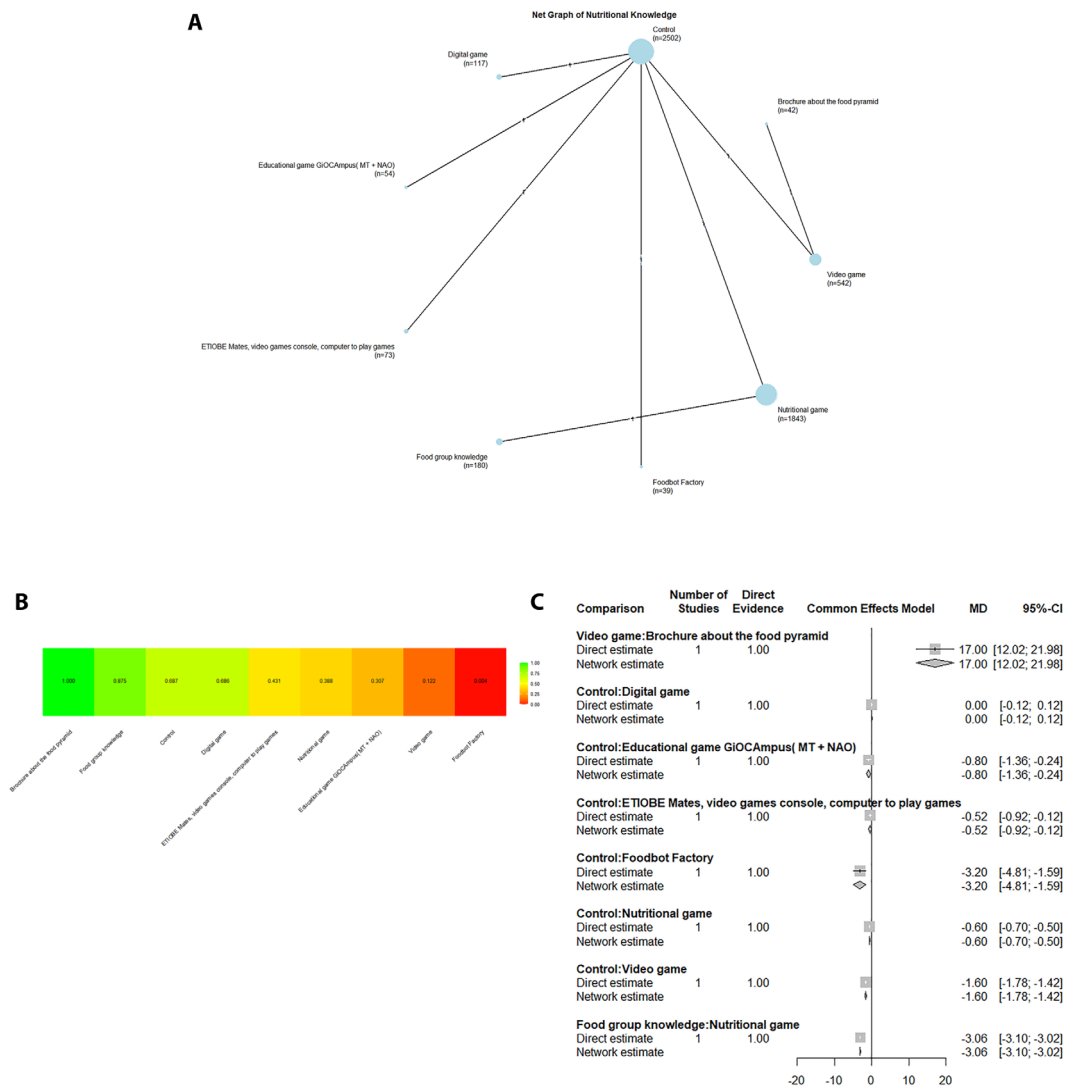 A
Net Graph of Nutritional Knowledge
Control
(n=2502)
Digital game
(n=117)
Brochure about the food pyramid
(n=42)
Educational game GiOCAmpus( MT + NAO)
(n=54)
Video game
(n=542)
ETIOBE Mates, video games console, computer to play games
(n=73)
Nutritional game
(n=1843)
Food group knowledge
(n=180)
Foodbot Factory
(n=39)
B
1.000 0.875 0.687 0.686 0.431 0.388 0.307 0.122 0.004
1.00
0.75
0.50
0.25
0.00
Brochure about the food pyramid
Food group knowledge
Control
Digital game
ETIOBE Mates, video games console, computer to play games
Nutritional game
Educational game GiOCAmpus( MT + NAO)
Video game
Foodbot Factory
C
Number of Direct
Comparison Studies Evidence Common Effects Model MD 95%-CI
Video game:Brochure about the food pyramid
Direct estimate 1 1.00 17.00 [12.02; 21.98]
Network estimate 17.00 [12.02; 21.98]
Control:Digital game
Direct estimate 1 1.00 0.00 [-0.12; 0.12]
Network estimate 0.00 [-0.12; 0.12]
Control:Educational game GiOCAmpus( MT + NAO)
Direct estimate 1 1.00 -0.80 [-1.36; -0.24]
Network estimate -0.80 [-1.36; -0.24]
Control:ETIOBE Mates, video games console, computer to play games
Direct estimate 1 1.00 -0.52 [-0.92; -0.12]
Network estimate -0.52 [-0.92; -0.12]
Control:Foodbot Factory
Direct estimate 1 1.00 -3.20 [-4.81; -1.59]
Network estimate -3.20 [-4.81; -1.59]
Control:Nutritional game
Direct estimate 1 1.00 -0.60 [-0.70; -0.50]
Network estimate -0.60 [-0.70; -0.50]
Control:Video game
Direct estimate 1 1.00 -1.60 [-1.78; -1.42]
Network estimate -1.60 [-1.78; -1.42]
Food group knowledge:Nutritional game
Direct estimate 1 1.00 -3.06 [-3.10; -3.02]
Network estimate -3.06 [-3.10; -3.02]
-20 -10 0 10 20